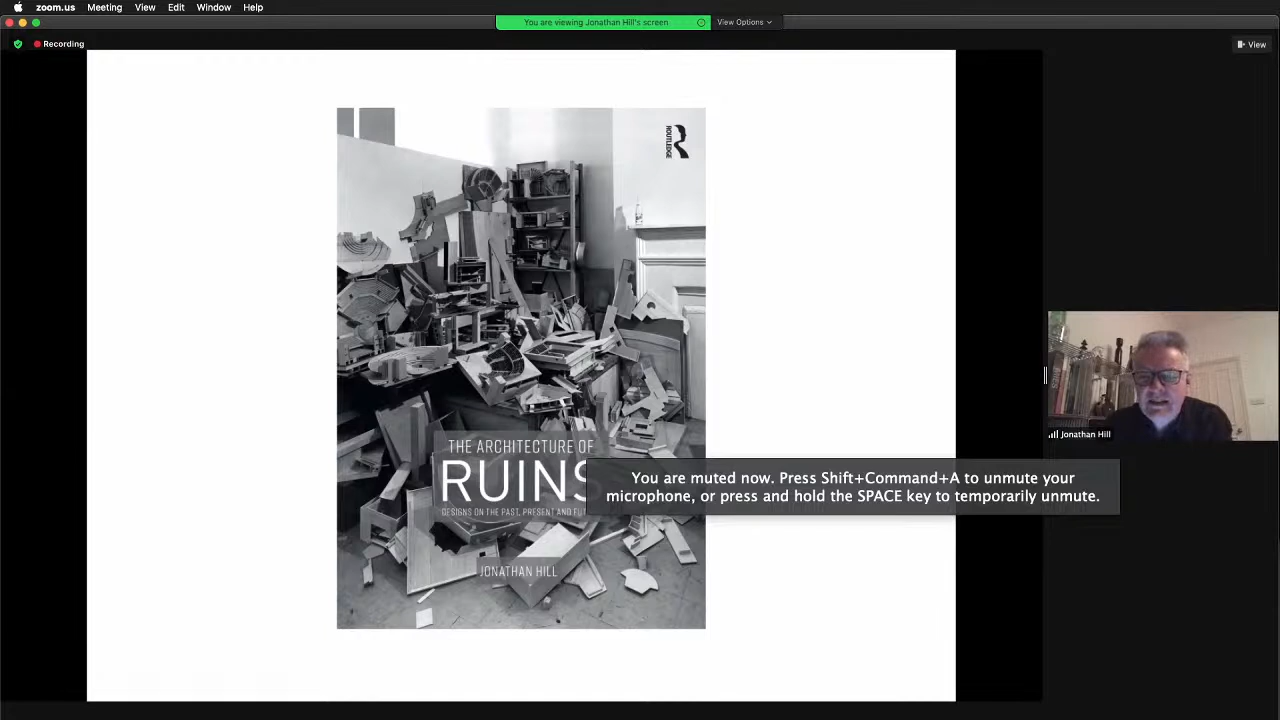 zoom.us Meeting View Edit Window Help
You are viewing Jonathan Hill's screen View Options
Recording
View
ROUTLEDGE
R
THE ARCHITECTURE OF
RUINS
DESIGNS ON THE PAST, PRESENT AND FU
JONATHAN HILL
Jonathan Hill
You are muted now. Press Shift+Command+A to unmute your
microphone, or press and hold the SPACE key to temporarily unmute.